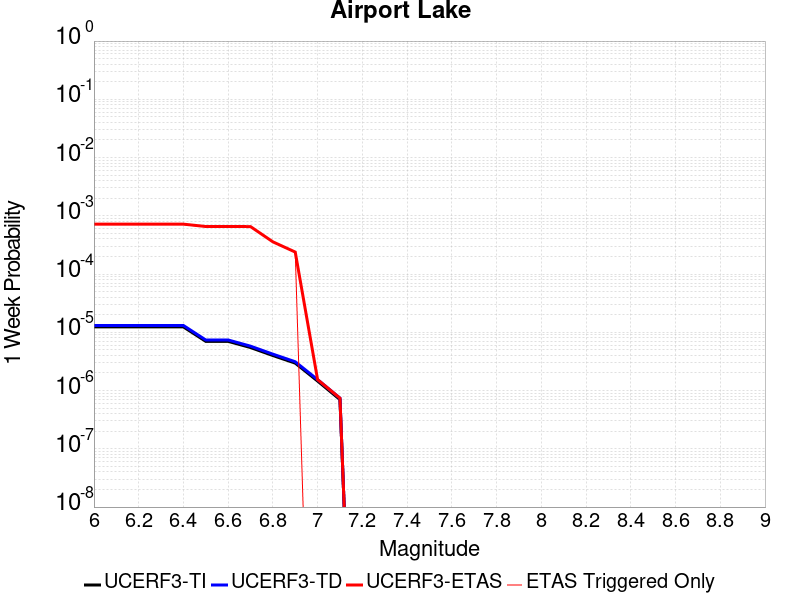 Airport Lake
10^0
10^-1
10^-2
10^-3
10^-4
10^-5
10^-6
10^-7
10^-8
1 Week Probability
6 6.2 6.4 6.6 6.8 7 7.2 7.4 7.6 7.8 8 8.2 8.4 8.6 8.8 9
Magnitude
UCERF3-TI UCERF3-TD UCERF3-ETAS ETAS Triggered Only